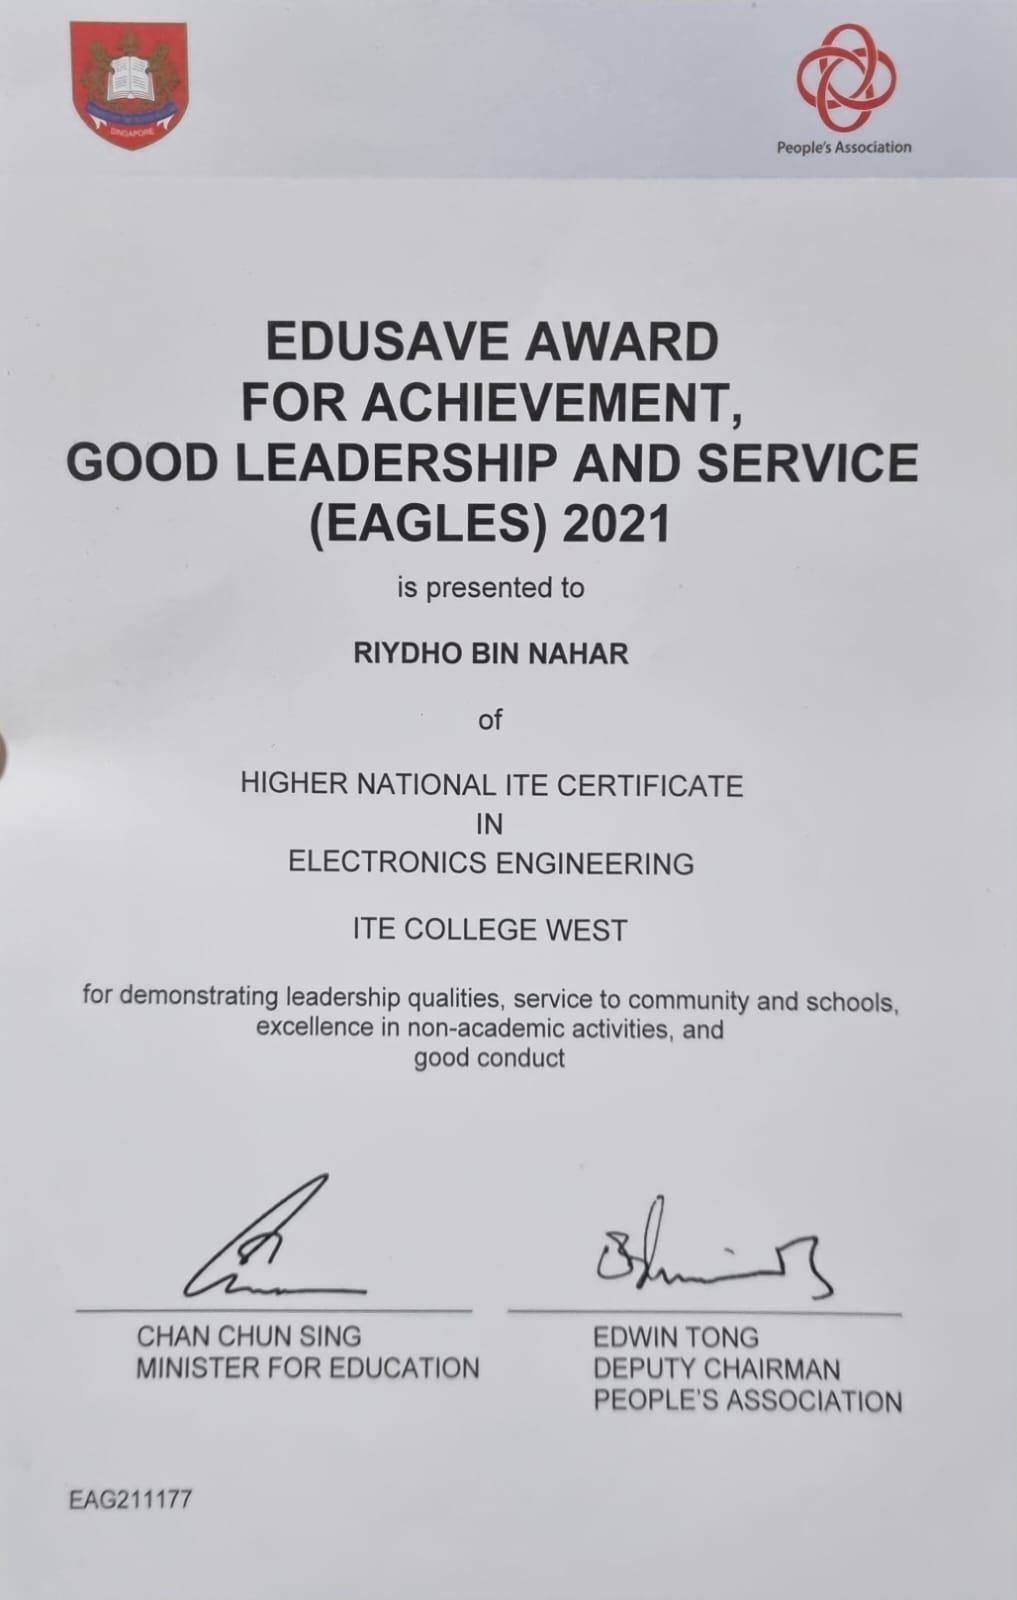 SINGAPORE
People's Association
EDUSAVE AWARD
FOR ACHIEVEMENT,
GOOD LEADERSHIP AND SERVICE
(EAGLES) 2021
is presented to
RIYDHO BIN NAHAR
of
HIGHER NATIONAL ITE CERTIFICATE
IN
ELECTRONICS ENGINEERING
ITE COLLEGE WEST
for demonstrating leadership qualities, service to community and schools,
excellence in non-academic activities, and
good conduct
CHAN CHUN SING
MINISTER FOR EDUCATION
EDWIN TONG
DEPUTY CHAIRMAN
PEOPLE'S ASSOCIATION
EAG211177